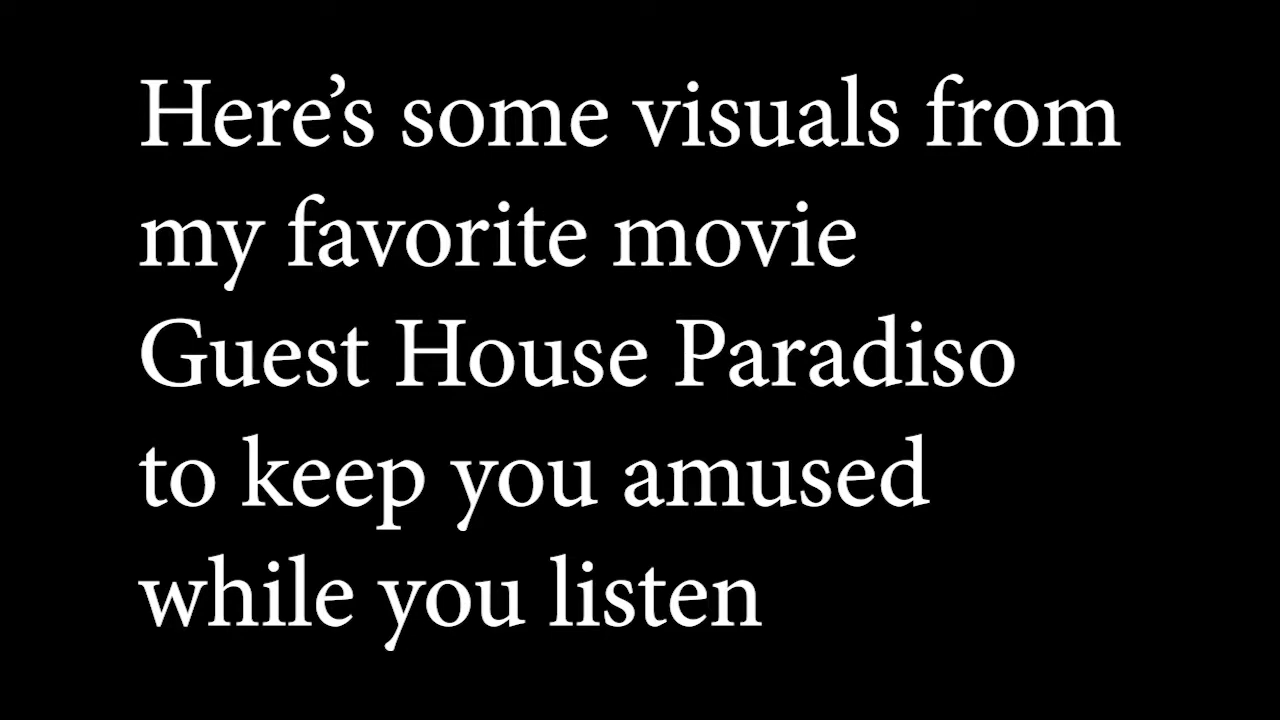 Here’s some visuals from
my favorite movie
Guest House Paradiso
to keep you amused
while you listen